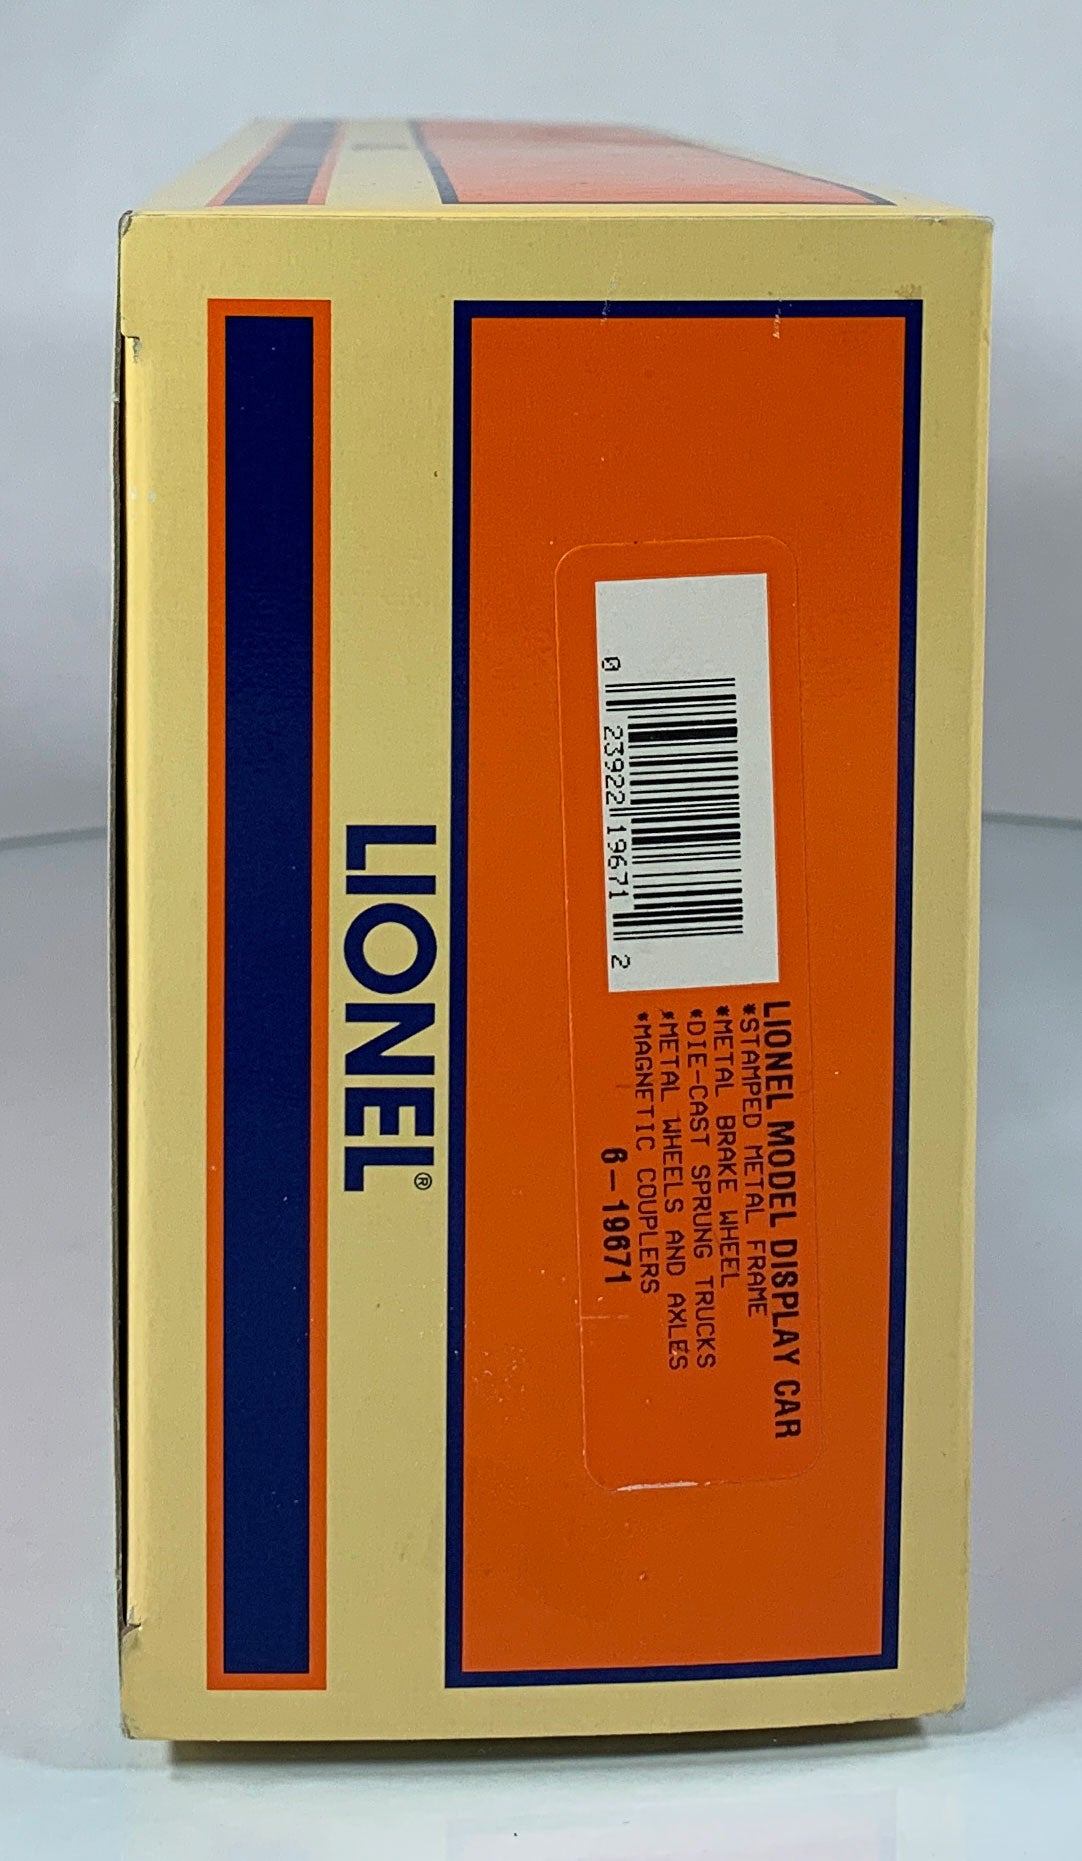 LIONEL®
0 23922 19671 2
LIONEL MODEL DISPLAY CAR
*STAMPED METAL FRAME
*METAL BRAKE WHEEL
*DIE-CAST SPRUNG TRUCKS
*METAL WHEELS AND AXLES
*MAGNETIC COUPLERS
6-19671